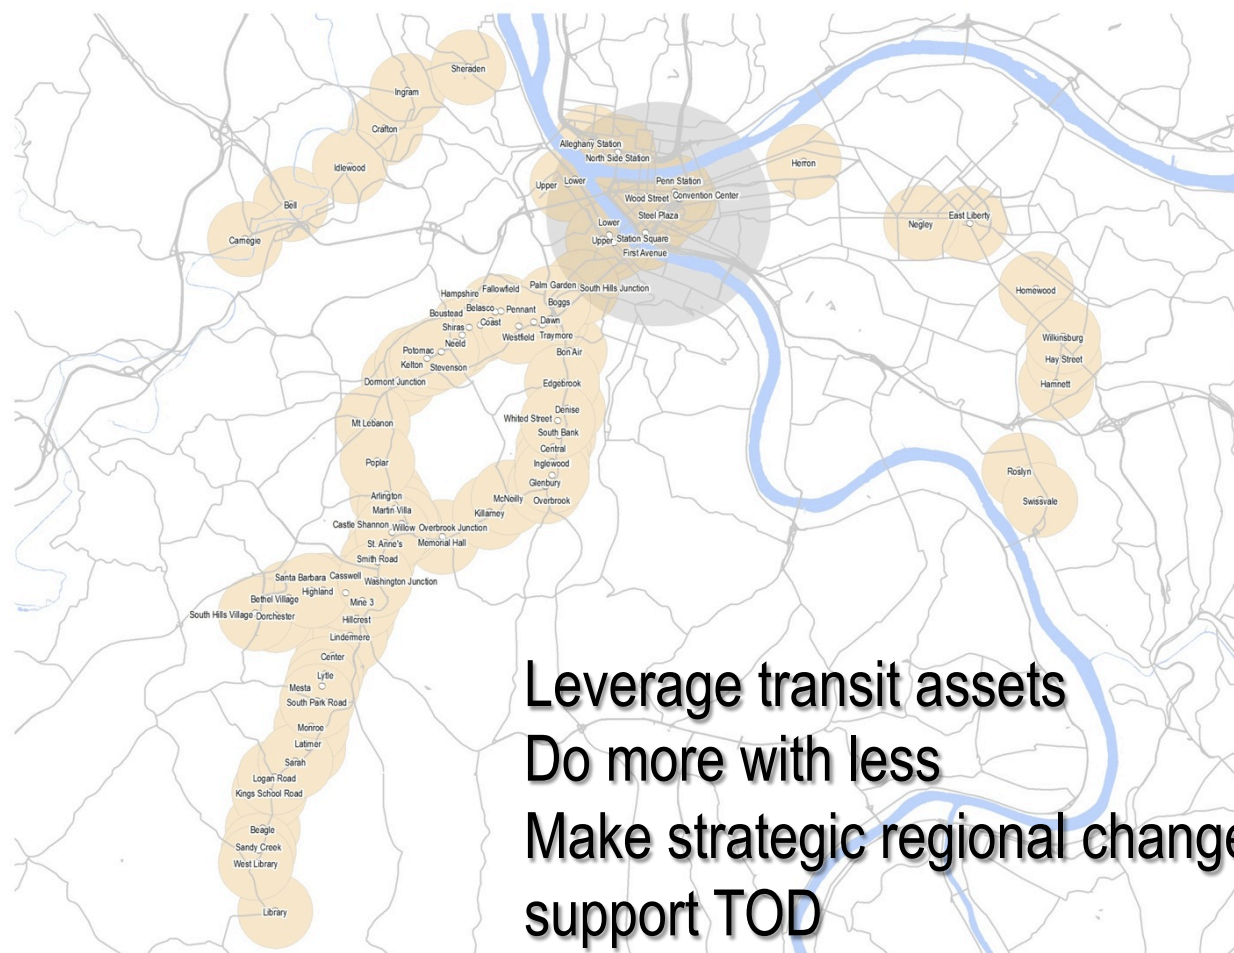 Sheraden
Ingram
Crafton
Idlewood
Bell
Carnegie
Alleghany Station
North Side Station
Herron
Upper
Lower
Penn Station
Wood Street
Convention Center
Steel Plaza
Lower
Upper
Station Square
First Avenue
Negley
East Liberty
Homewood
Wilkinsburg
Hay Street
Hamnett
Roslyn
Swissvale
South Hills Junction
Palm Garden
Fallowfield
Hampshire
Boggs
Belasco
Pennant
Boustead
Coast
Dawn
Shiras
Westfield
Traymore
Neeld
Bon Air
Potomac
Kelton
Stevenson
Dormont Junction
Edgebrook
Denise
Whited Street
Mt Lebanon
South Bank
Central
Inglewood
Poplar
Glenbury
Arlington
McNeilly
Overbrook
Martin Villa
Killarney
Castle Shannon
Willow
Overbrook Junction
St. Anne's
Memorial Hall
Smith Road
Santa Barbara
Casswell
Washington Junction
Highland
Bethel Village
Mine 3
South Hills Village
Dorchester
Hillcrest
Lindermere
Center
Lytle
Mesta
South Park Road
Monroe
Latimer
Sarah
Logan Road
Kings School Road
Beagle
Sandy Creek
West Library
Library
Leverage transit assets
Do more with less
Make strategic regional change
support TOD